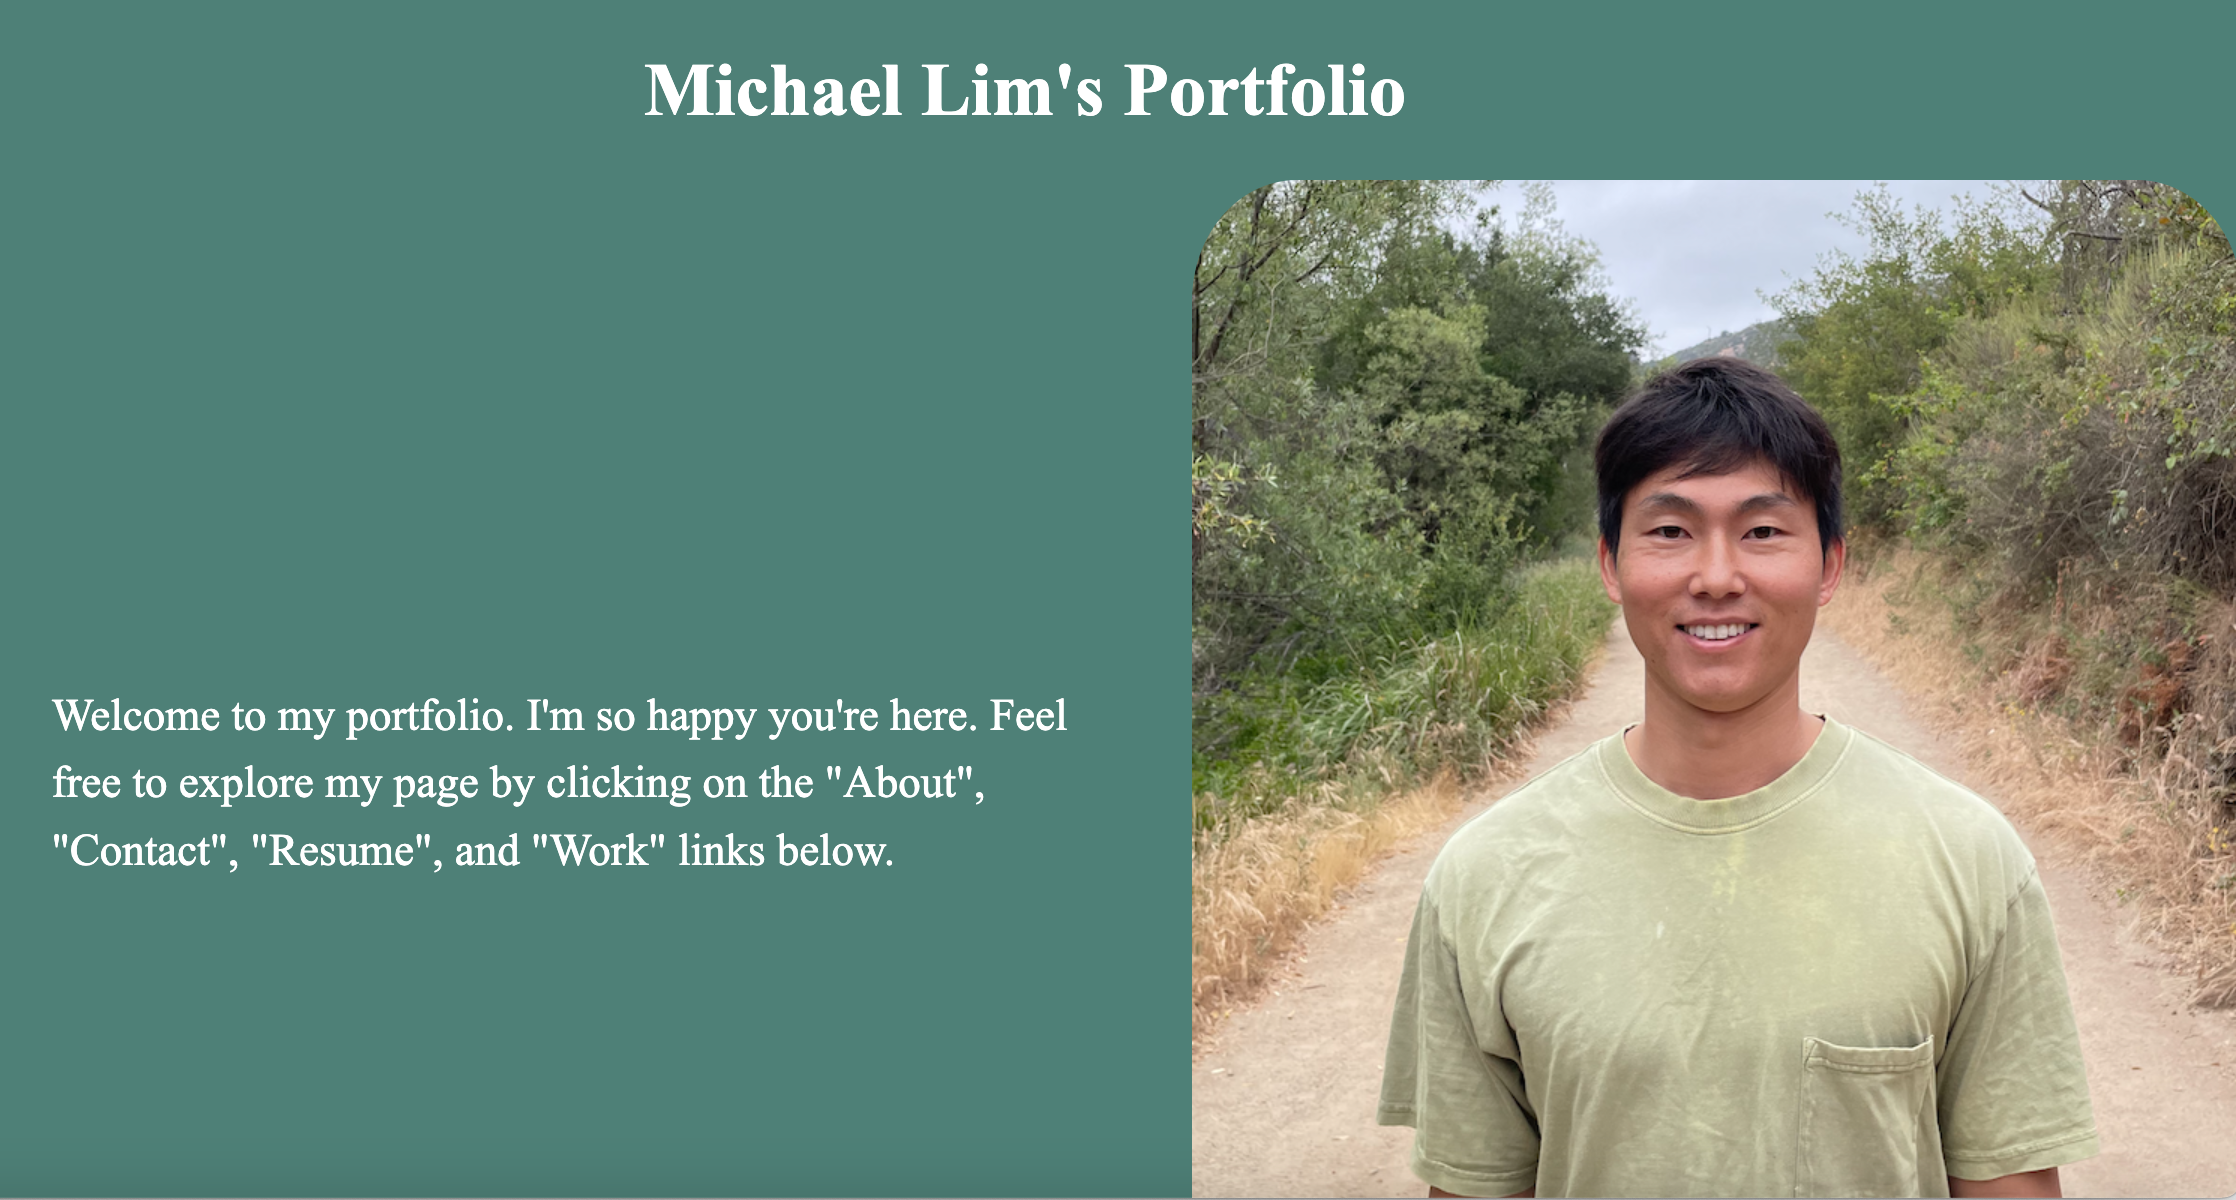 Michael Lim's Portfolio
Welcome to my portfolio. I'm so happy you're here. Feel
free to explore my page by clicking on the "About",
"Contact", "Resume", and "Work" links below.